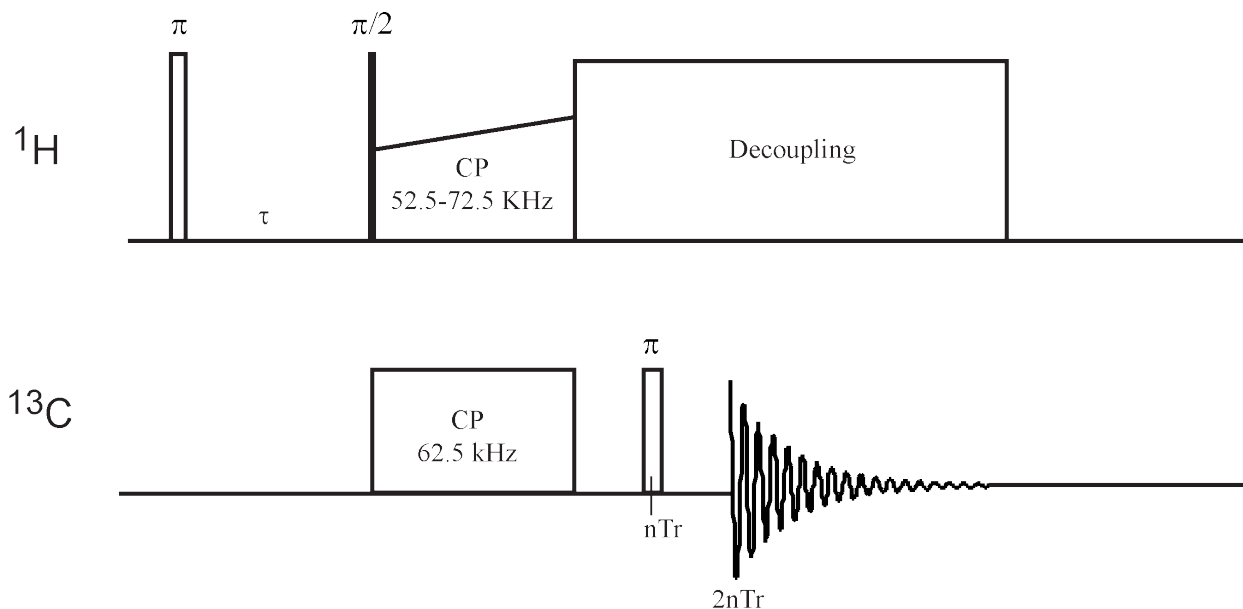 π π/2
¹H
Decoupling
CP
52.5-72.5 KHz
τ
π
¹³C
CP
62.5 kHz
nTr
2nTr